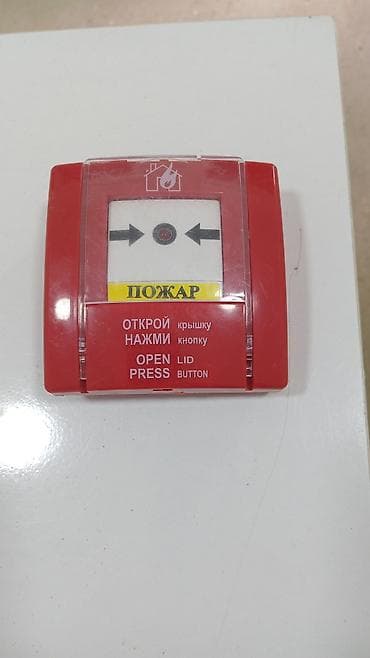 ПОЖАР
ОТКРОЙ крышку
НАЖМИ кнопку
OPEN LID
PRESS BUTTON